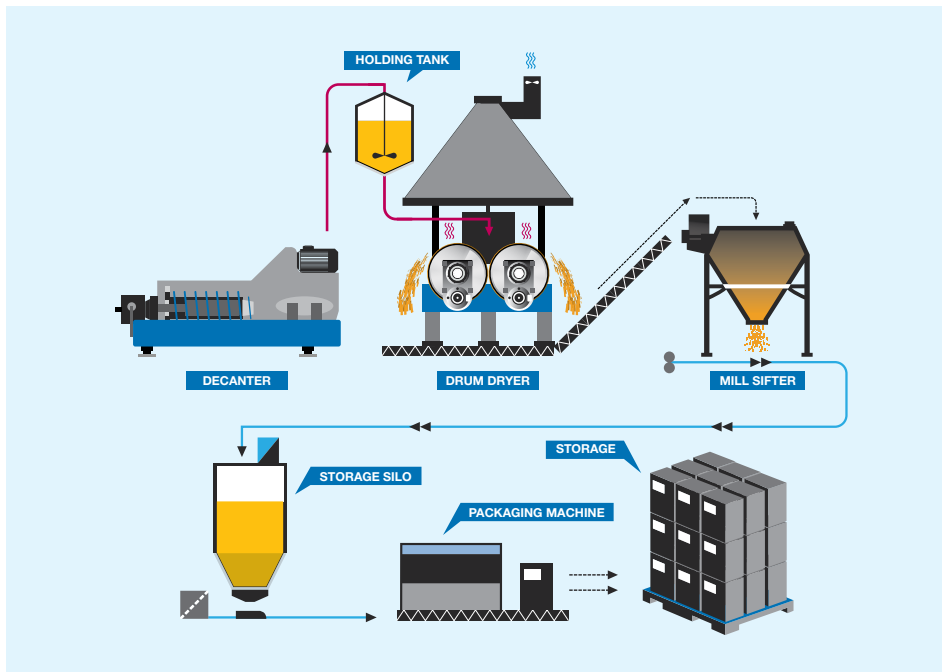 HOLDING TANK
DECANTER
DRUM DRYER
MILL SIFTER
STORAGE
STORAGE SILO
PACKAGING MACHINE